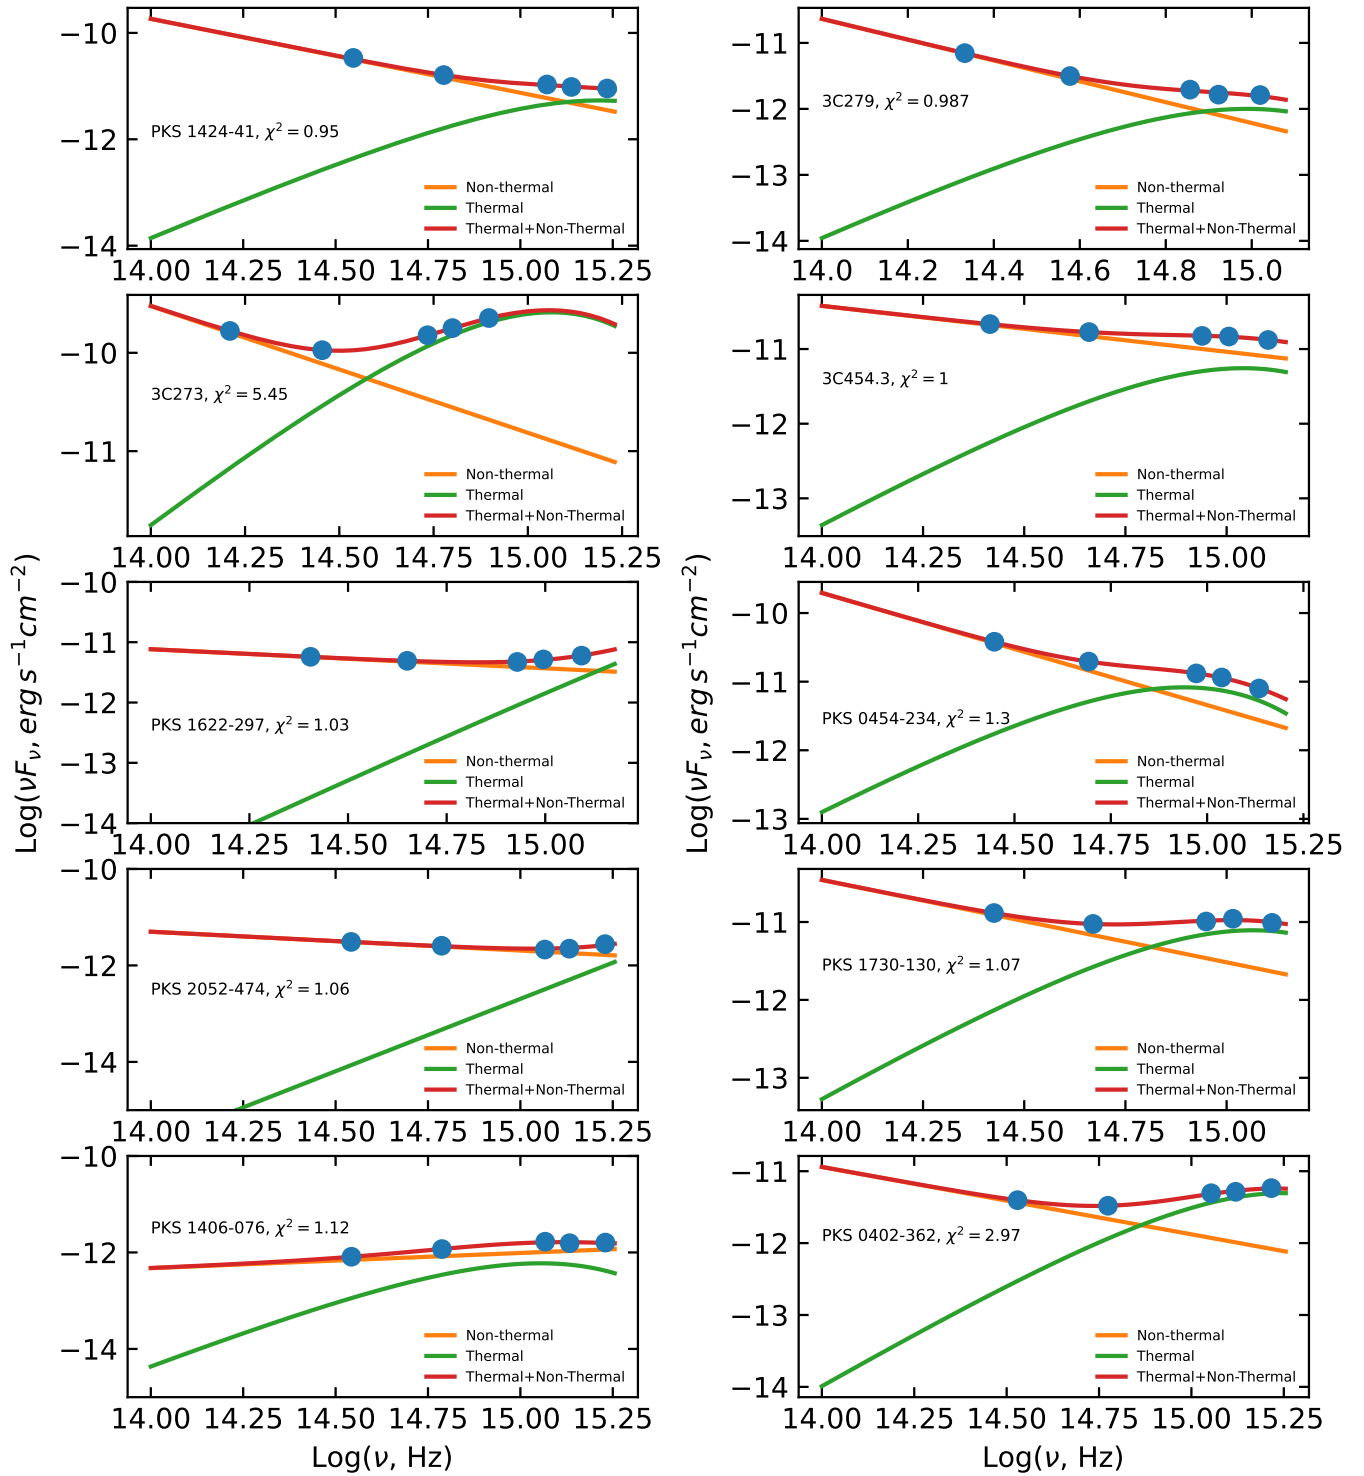 −10
−12
−14
PKS 1424-41, χ² = 0.95
Non-thermal
Thermal
Thermal+Non-Thermal
14.00 14.25 14.50 14.75 15.00 15.25
−11
−12
−13
−14
3C279, χ² = 0.987
Non-thermal
Thermal
Thermal+Non-Thermal
14.0 14.2 14.4 14.6 14.8 15.0
−10
−11
3C273, χ² = 5.45
Non-thermal
Thermal
Thermal+Non-Thermal
14.00 14.25 14.50 14.75 15.00 15.25
−11
−12
−13
3C454.3, χ² = 1
Non-thermal
Thermal
Thermal+Non-Thermal
14.00 14.25 14.50 14.75 15.00
Log(νFν, erg s⁻¹cm⁻²)
−10
−11
−12
−13
−14
PKS 1622-297, χ² = 1.03
Non-thermal
Thermal
Thermal+Non-Thermal
14.00 14.25 14.50 14.75 15.00
Log(νFν, erg s⁻¹cm⁻²)
−10
−11
−12
−13
PKS 0454-234, χ² = 1.3
Non-thermal
Thermal
Thermal+Non-Thermal
14.00 14.25 14.50 14.75 15.00 15.25
−10
−12
−14
PKS 2052-474, χ² = 1.06
Non-thermal
Thermal
Thermal+Non-Thermal
14.00 14.25 14.50 14.75 15.00 15.25
−11
−12
−13
PKS 1730-130, χ² = 1.07
Non-thermal
Thermal
Thermal+Non-Thermal
14.00 14.25 14.50 14.75 15.00
−10
−12
−14
PKS 1406-076, χ² = 1.12
Non-thermal
Thermal
Thermal+Non-Thermal
14.00 14.25 14.50 14.75 15.00 15.25
Log(ν, Hz)
−11
−12
−13
−14
PKS 0402-362, χ² = 2.97
Non-thermal
Thermal
Thermal+Non-Thermal
14.00 14.25 14.50 14.75 15.00 15.25
Log(ν, Hz)